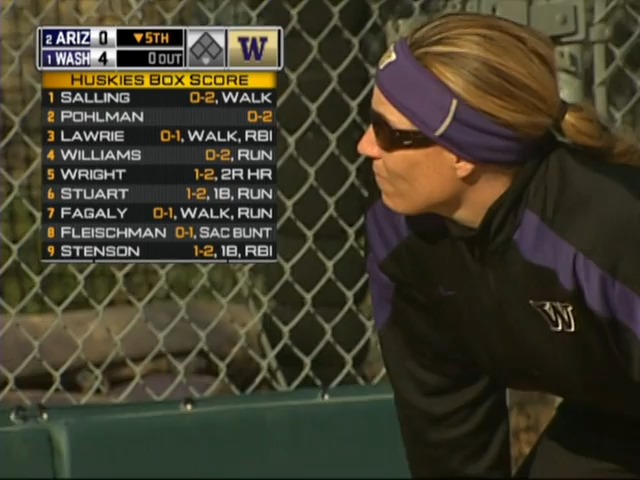 2 ARIZ 0 ▼5TH
1 WASH 4 0 OUT W
HUSKIES BOX SCORE
1 SALLING 0-2, WALK
2 POHLMAN 0-2
3 LAWRIE 0-1, WALK, RBI
4 WILLIAMS 0-2, RUN
5 WRIGHT 1-2, 2R HR
6 STUART 1-2, 1B, RUN
7 FAGALY 0-1, WALK, RUN
8 FLEISCHMAN 0-1, SAC BUNT
9 STENSON 1-2, 1B, RBI
W